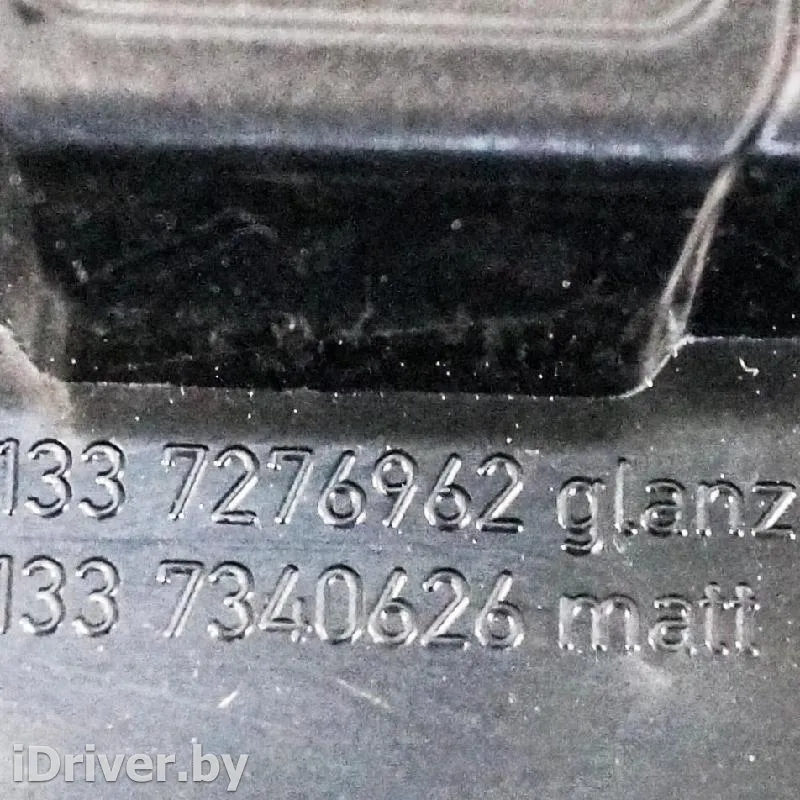 133 7276962 glanz
133 7340626 matt
iDriver.by